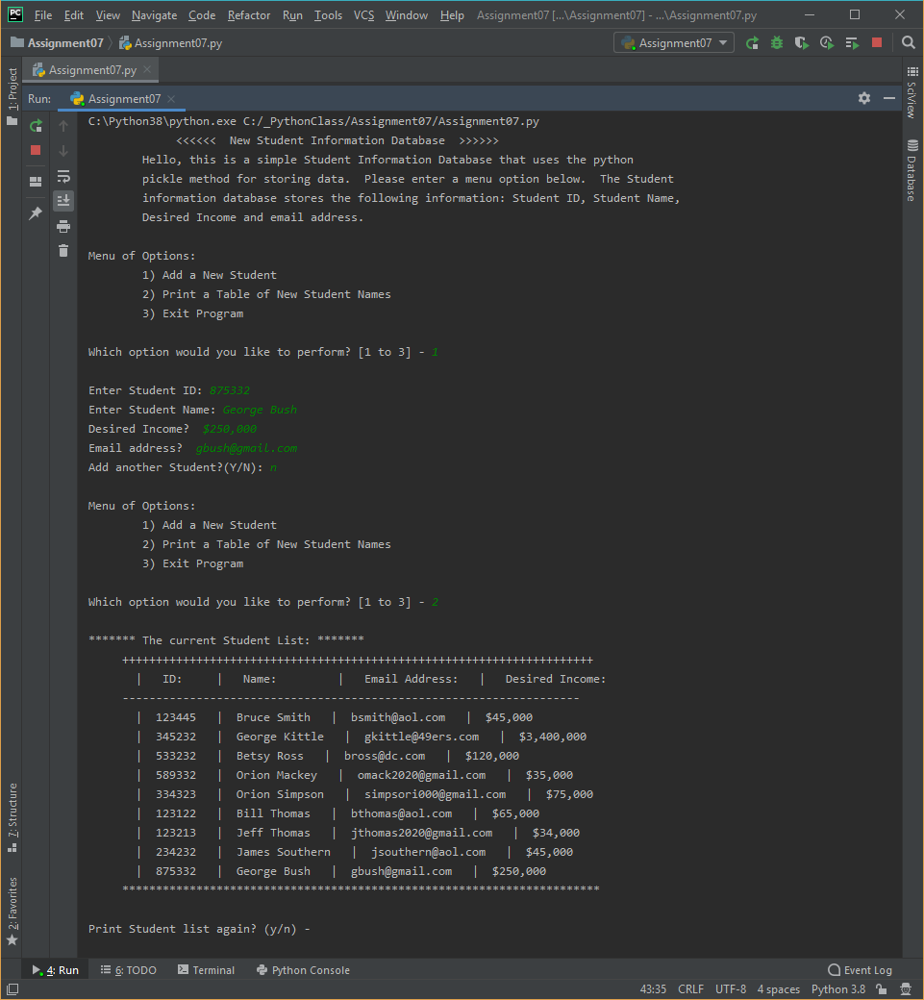 PC File Edit View Navigate Code Refactor Run Tools VCS Window Help Assignment07 [...\Assignment07] - ...\Assignment07.py
Assignment07 Assignment07.py Assignment07
1: Project
Assignment07.py
Run: Assignment07
SciView
Database
C:\Python38\python.exe C:/_PythonClass/Assignment07/Assignment07.py
<<<<<< New Student Information Database >>>>>>
Hello, this is a simple Student Information Database that uses the python
pickle method for storing data. Please enter a menu option below. The Student
information database stores the following information: Student ID, Student Name,
Desired Income and email address.
Menu of Options:
1) Add a New Student
2) Print a Table of New Student Names
3) Exit Program
Which option would you like to perform? [1 to 3] - 1
Enter Student ID: 875332
Enter Student Name: George Bush
Desired Income? $250,000
Email address? gbush@gmail.com
Add another Student?(Y/N): n
Menu of Options:
1) Add a New Student
2) Print a Table of New Student Names
3) Exit Program
Which option would you like to perform? [1 to 3] - 2
******* The current Student List: *******
++++++++++++++++++++++++++++++++++++++++++++++++++++++++++++++++++++++
| ID: | Name: | Email Address: | Desired Income:
--------------------------------------------------------------------
| 123445 | Bruce Smith | bsmith@aol.com | $45,000
| 345232 | George Kittle | gkittle@49ers.com | $3,400,000
| 533232 | Betsy Ross | bross@dc.com | $120,000
| 589332 | Orion Mackey | omack2020@gmail.com | $35,000
| 334323 | Orion Simpson | simpsori000@gmail.com | $75,000
| 123122 | Bill Thomas | bthomas@aol.com | $65,000
| 123213 | Jeff Thomas | jthomas2020@gmail.com | $34,000
| 234232 | James Southern | jsouthern@aol.com | $45,000
| 875332 | George Bush | gbush@gmail.com | $250,000
***********************************************************************
Print Student list again? (y/n) -
7: Structure
2: Favorites
4: Run 6: TODO Terminal Python Console Event Log
43:35 CRLF UTF-8 4 spaces Python 3.8